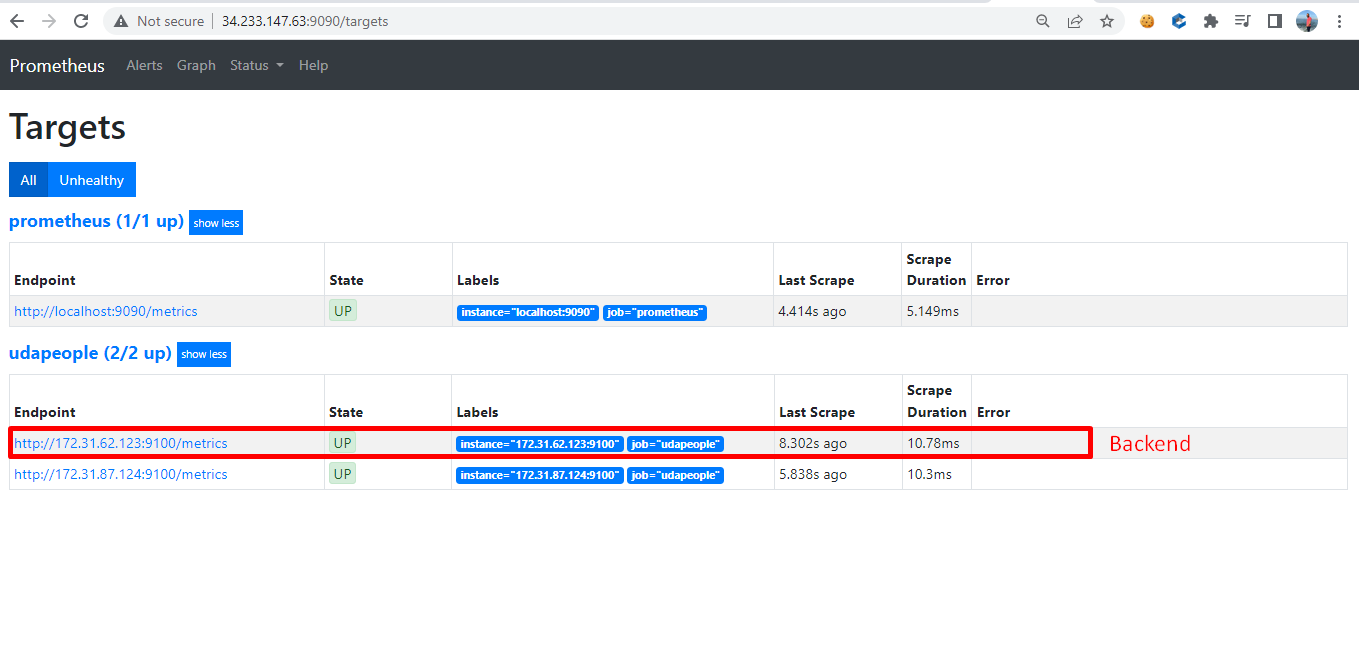 Not secure 34.233.147.63:9090/targets
Prometheus Alerts Graph Status Help
Targets
All Unhealthy
prometheus (1/1 up) show less
Endpoint State Labels Last Scrape Scrape Duration Error
http://localhost:9090/metrics UP instance="localhost:9090" job="prometheus" 4.414s ago 5.149ms
udapeople (2/2 up) show less
Endpoint State Labels Last Scrape Scrape Duration Error
http://172.31.62.123:9100/metrics UP instance="172.31.62.123:9100" job="udapeople" 8.302s ago 10.78ms Backend
http://172.31.87.124:9100/metrics UP instance="172.31.87.124:9100" job="udapeople" 5.838s ago 10.3ms